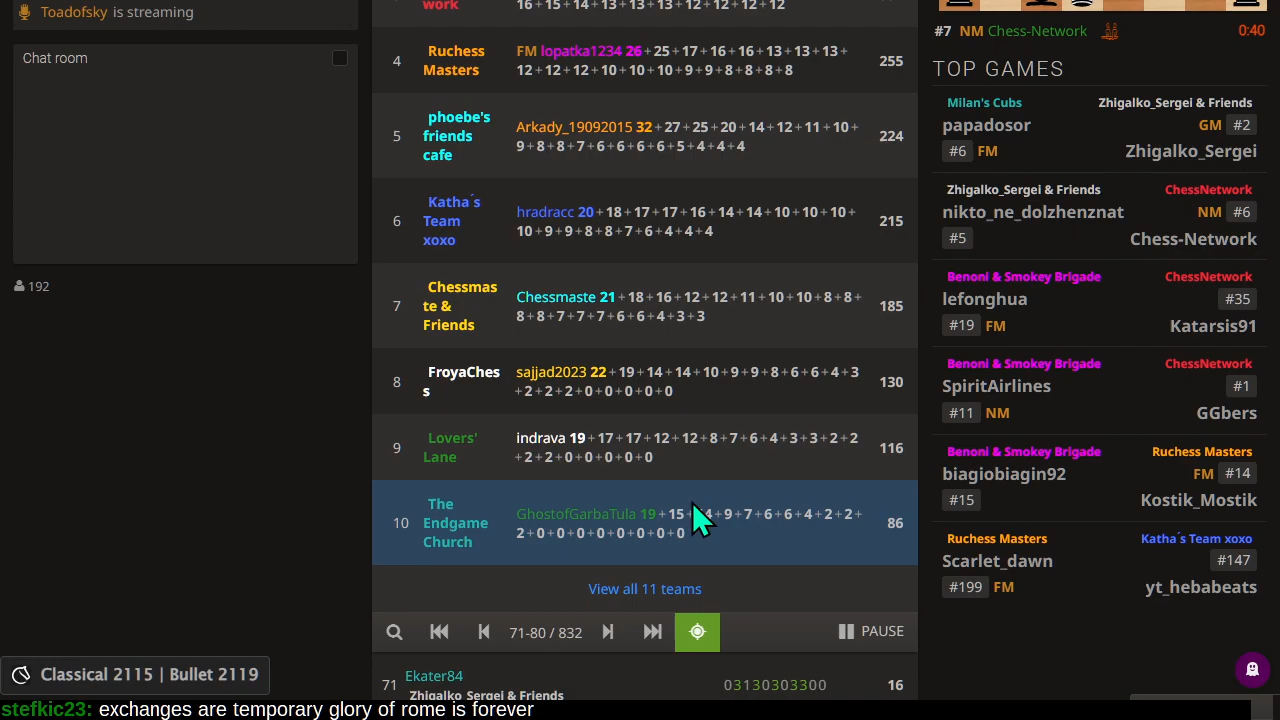 Toadofsky is streaming
Chat room
192
work
16+15+14+13+13+13+12+12+12+12
4
Ruchess Masters
FM lopatka1234 26+25+17+16+16+13+13+13+
12+12+12+10+10+10+9+9+8+8+8+8
255
5
phoebe's friends cafe
Arkady_19092015 32+27+25+20+14+12+11+10+
9+8+8+7+6+6+6+6+5+4+4+4
224
6
Katha´s Team xoxo
hradracc 20+18+17+17+16+14+14+10+10+10+
10+9+9+8+8+7+6+4+4+4
215
7
Chessmas
te &
Friends
Chessmaste 21+18+16+12+12+11+10+10+8+8+
8+8+7+7+7+6+6+4+3+3
185
8
FroyaChes
s
sajjad2023 22+19+14+14+10+9+9+8+6+6+4+3
+2+2+2+0+0+0+0+0
130
9
Lovers'
Lane
indrava 19+17+17+12+12+8+7+6+4+3+3+2+2
+2+2+0+0+0+0+0
116
10
The
Endgame
Church
GhostofGarbaTula 19+15+ 4+9+7+6+6+4+2+2+
2+0+0+0+0+0+0+0+0
86
View all 11 teams
71-80 / 832
PAUSE
71
Ekater84
Zhigalko_Sergei & Friends
03130303300
16
#7 NM Chess-Network
0:40
TOP GAMES
Milan's Cubs
Zhigalko_Sergei & Friends
papadosor
GM #2
#6 FM
Zhigalko_Sergei
Zhigalko_Sergei & Friends
ChessNetwork
nikto_ne_dolzhenznat
NM #6
#5
Chess-Network
Benoni & Smokey Brigade
ChessNetwork
lefonghua
#35
#19 FM
Katarsis91
Benoni & Smokey Brigade
ChessNetwork
SpiritAirlines
#1
#11 NM
GGbers
Benoni & Smokey Brigade
Ruchess Masters
biagiobiagin92
FM #14
#15
Kostik_Mostik
Ruchess Masters
Katha´s Team xoxo
Scarlet_dawn
#147
#199 FM
yt_hebabeats
Classical 2115 | Bullet 2119
stefkic23: exchanges are temporary glory of rome is forever